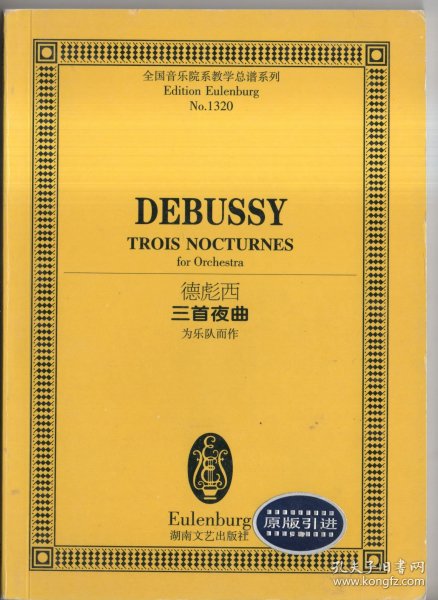 全国音乐院系教学总谱系列
Edition Eulenburg
No.1320
DEBUSSY
TROIS NOCTURNES
for Orchestra
德彪西
三首夜曲
为乐队而作
Eulenburg
湖南文艺出版社
原版引进
孔夫子旧书网
www.kongfz.com